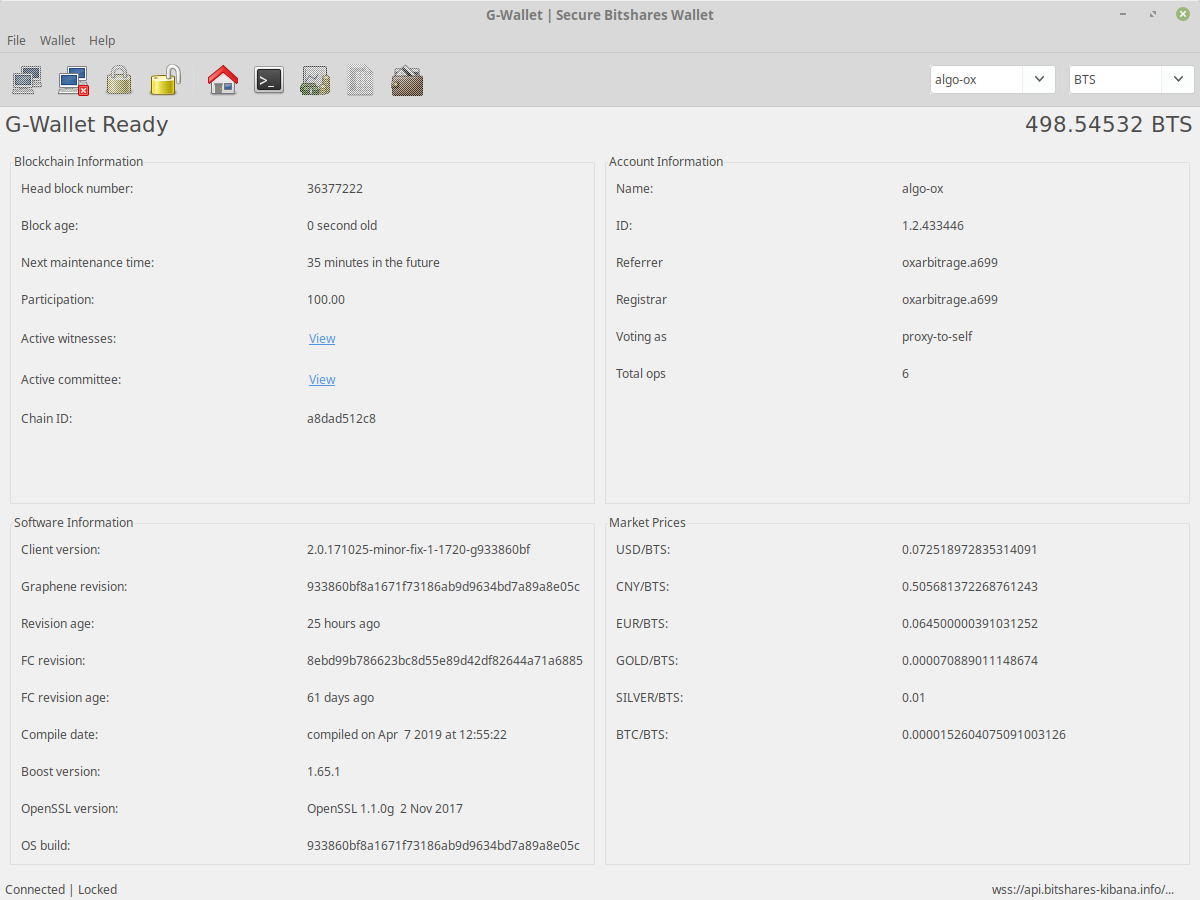 G-Wallet | Secure Bitshares Wallet
File Wallet Help
>_
algo-ox BTS
G-Wallet Ready 498.54532 BTS
Blockchain Information
Head block number: 36377222
Block age: 0 second old
Next maintenance time: 35 minutes in the future
Participation: 100.00
Active witnesses: View
Active committee: View
Chain ID: a8dad512c8
Account Information
Name: algo-ox
ID: 1.2.433446
Referrer oxarbitrage.a699
Registrar oxarbitrage.a699
Voting as proxy-to-self
Total ops 6
Software Information
Client version: 2.0.171025-minor-fix-1-1720-g933860bf
Graphene revision: 933860bf8a1671f73186ab9d9634bd7a89a8e05c
Revision age: 25 hours ago
FC revision: 8ebd99b786623bc8d55e89d42df82644a71a6885
FC revision age: 61 days ago
Compile date: compiled on Apr  7 2019 at 12:55:22
Boost version: 1.65.1
OpenSSL version: OpenSSL 1.1.0g  2 Nov 2017
OS build: 933860bf8a1671f73186ab9d9634bd7a89a8e05c
Market Prices
USD/BTS: 0.072518972835314091
CNY/BTS: 0.505681372268761243
EUR/BTS: 0.064500000391031252
GOLD/BTS: 0.000070889011148674
SILVER/BTS: 0.01
BTC/BTS: 0.0000152604075091003126
Connected | Locked wss://api.bitshares-kibana.info/...